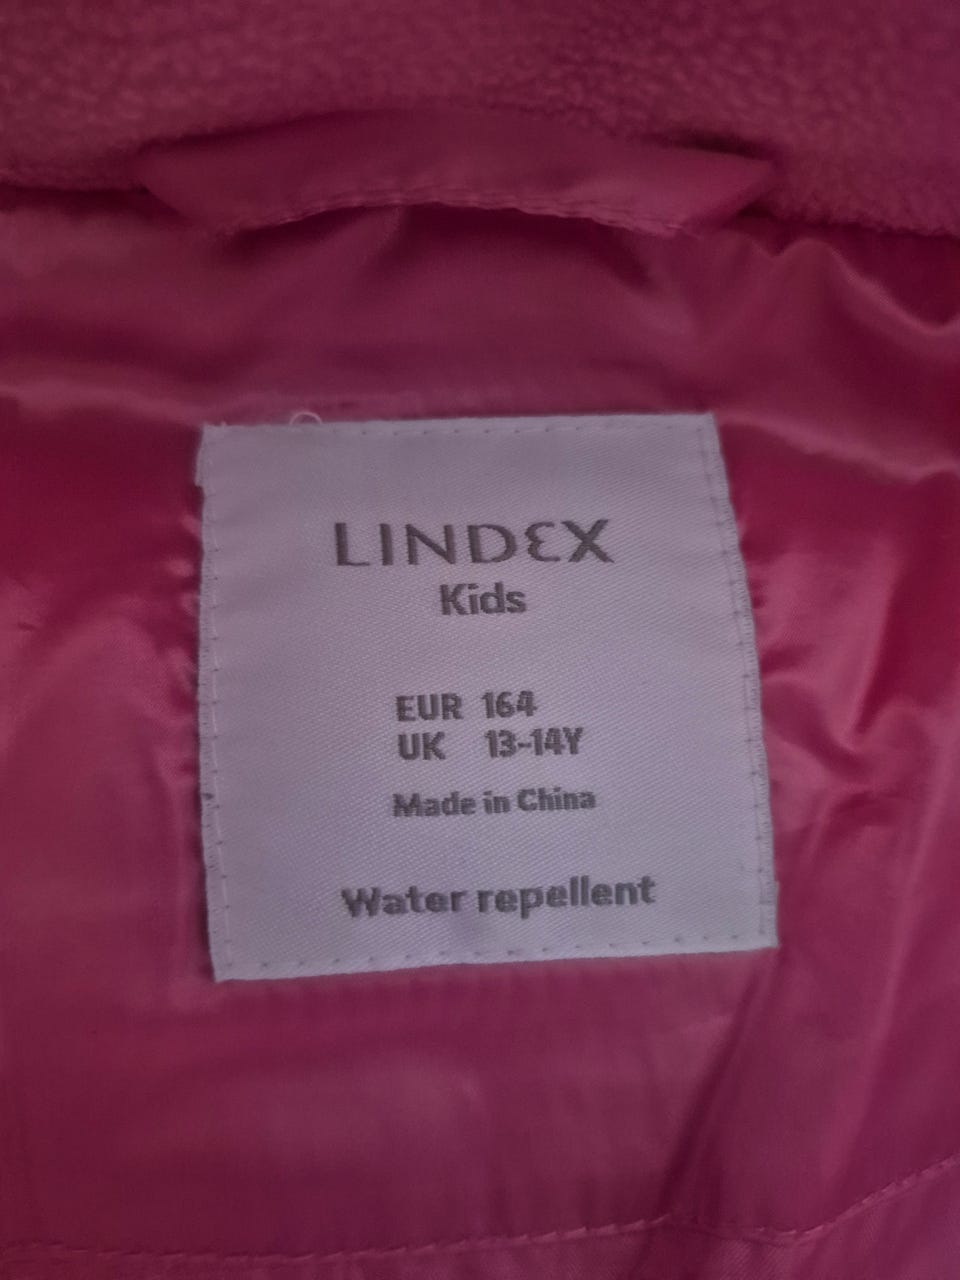 LINDEX
Kids
EUR 164
UK 13-14Y
Made in China
Water repellent